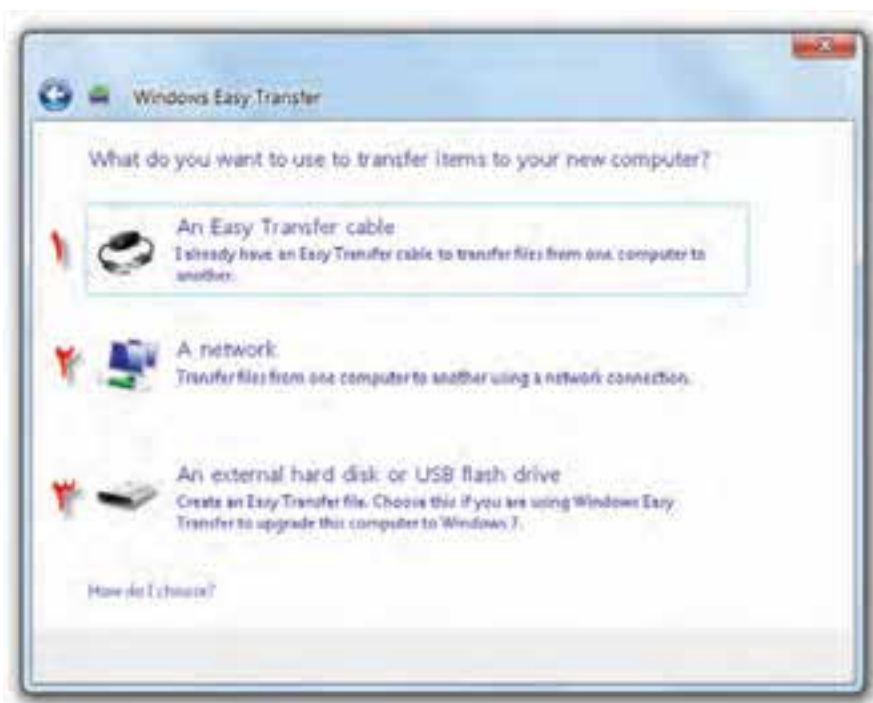 Windows Easy Transfer
What do you want to use to transfer items to your new computer?
۱
An Easy Transfer cable
I already have an Easy Transfer cable to transfer files from one computer to
another.
۲
A network
Transfer files from one computer to another using a network connection.
۳
An external hard disk or USB flash drive
Create an Easy Transfer file. Choose this if you are using Windows Easy
Transfer to upgrade this computer to Windows 7.
How do I choose?